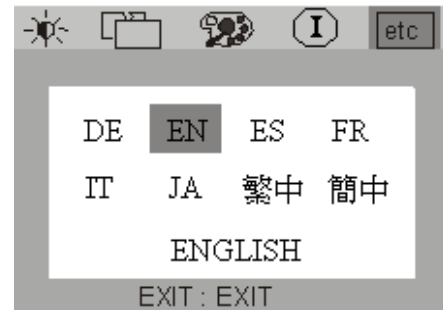 I etc
DE EN ES FR
IT JA 繁中 簡中
ENGLISH
EXIT : EXIT